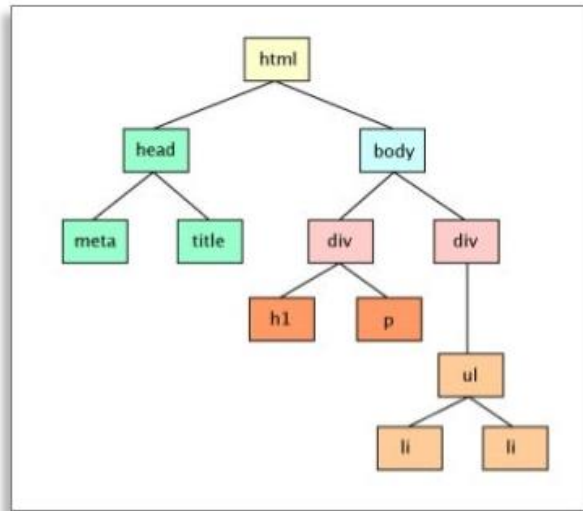 html
head body
meta title div div
h1 p
ul
li li